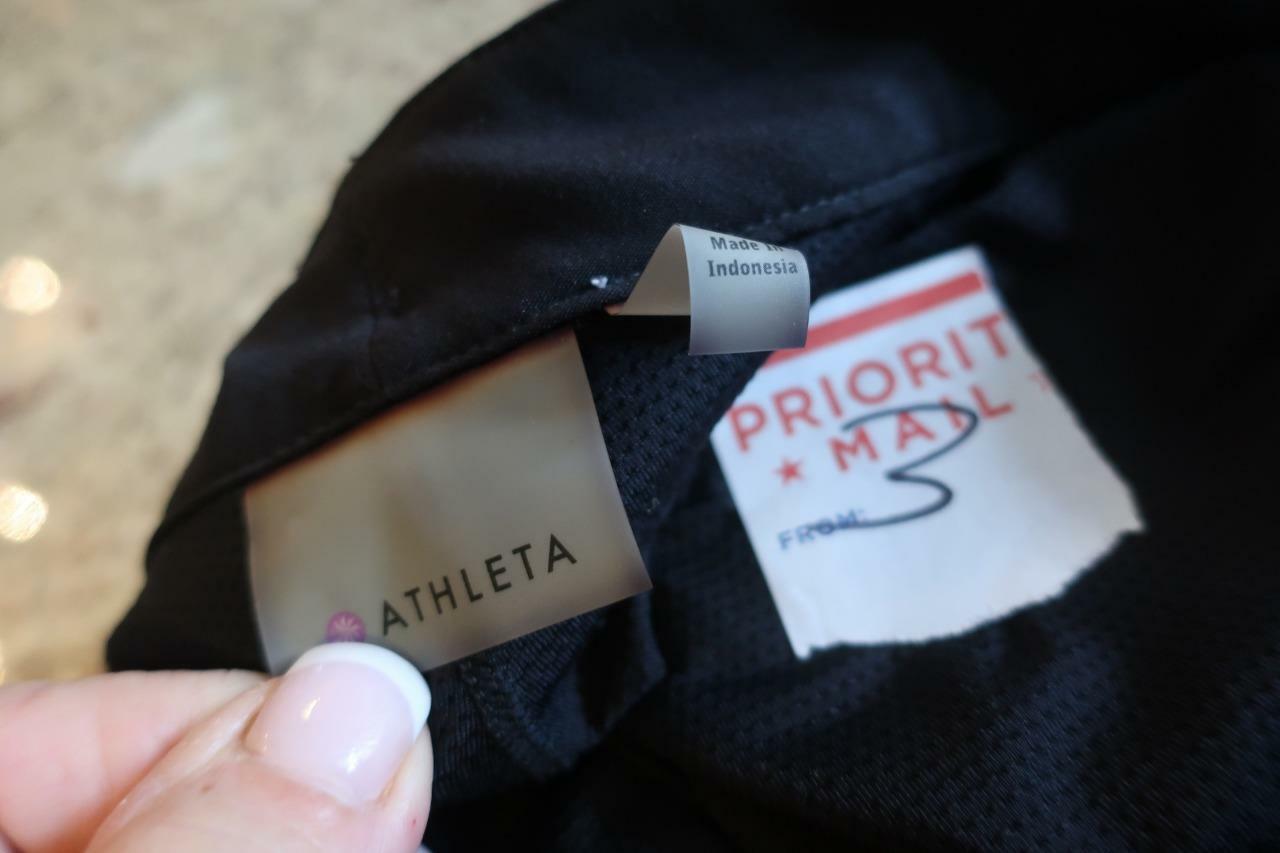 Made In
Indonesia
PRIORIT
★ MAIL
3
FROM:
ATHLETA